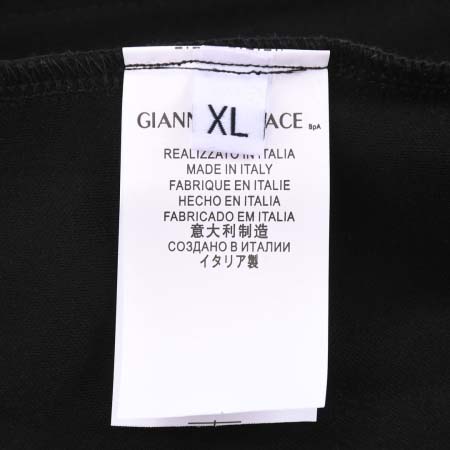 XL
GIANN ACE SpA
REALIZZATO IN ITALIA
MADE IN ITALY
FABRIQUE EN ITALIE
HECHO EN ITALIA
FABRICADO EM ITALIA
意大利制造
СОЗДАНО В ИТАЛИИ
イタリア製